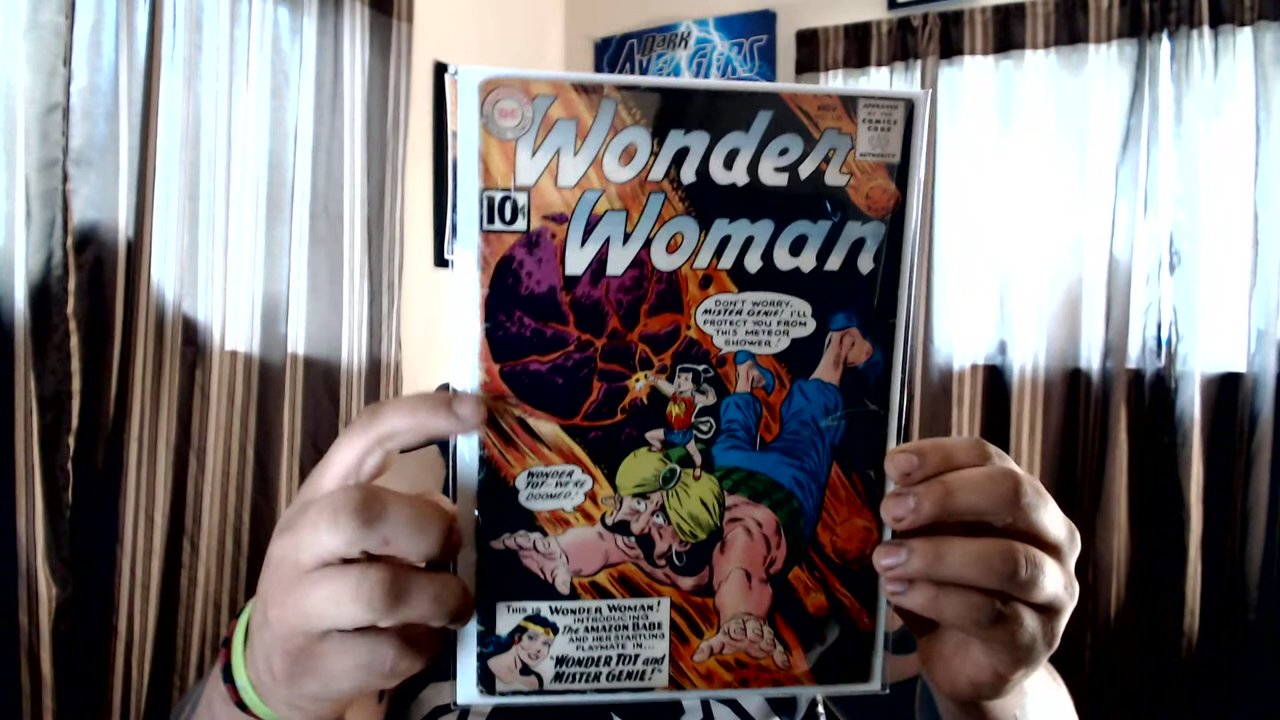 DARK
AVENGERS
DC
Wonder
Woman
NOV
APPROVED
BY THE
COMICS
CODE
AUTHORITY
10¢
DON'T WORRY,
MISTER GENIE! I'LL
PROTECT YOU FROM
THIS METEOR
SHOWER!
WONDER
TOT--WE'RE
DOOMED!
THIS IS WONDER WOMAN!
INTRODUCING
The AMAZON BABE
AND HER STARTLING
PLAYMATE IN...
"WONDER TOT and
MISTER GENIE!"